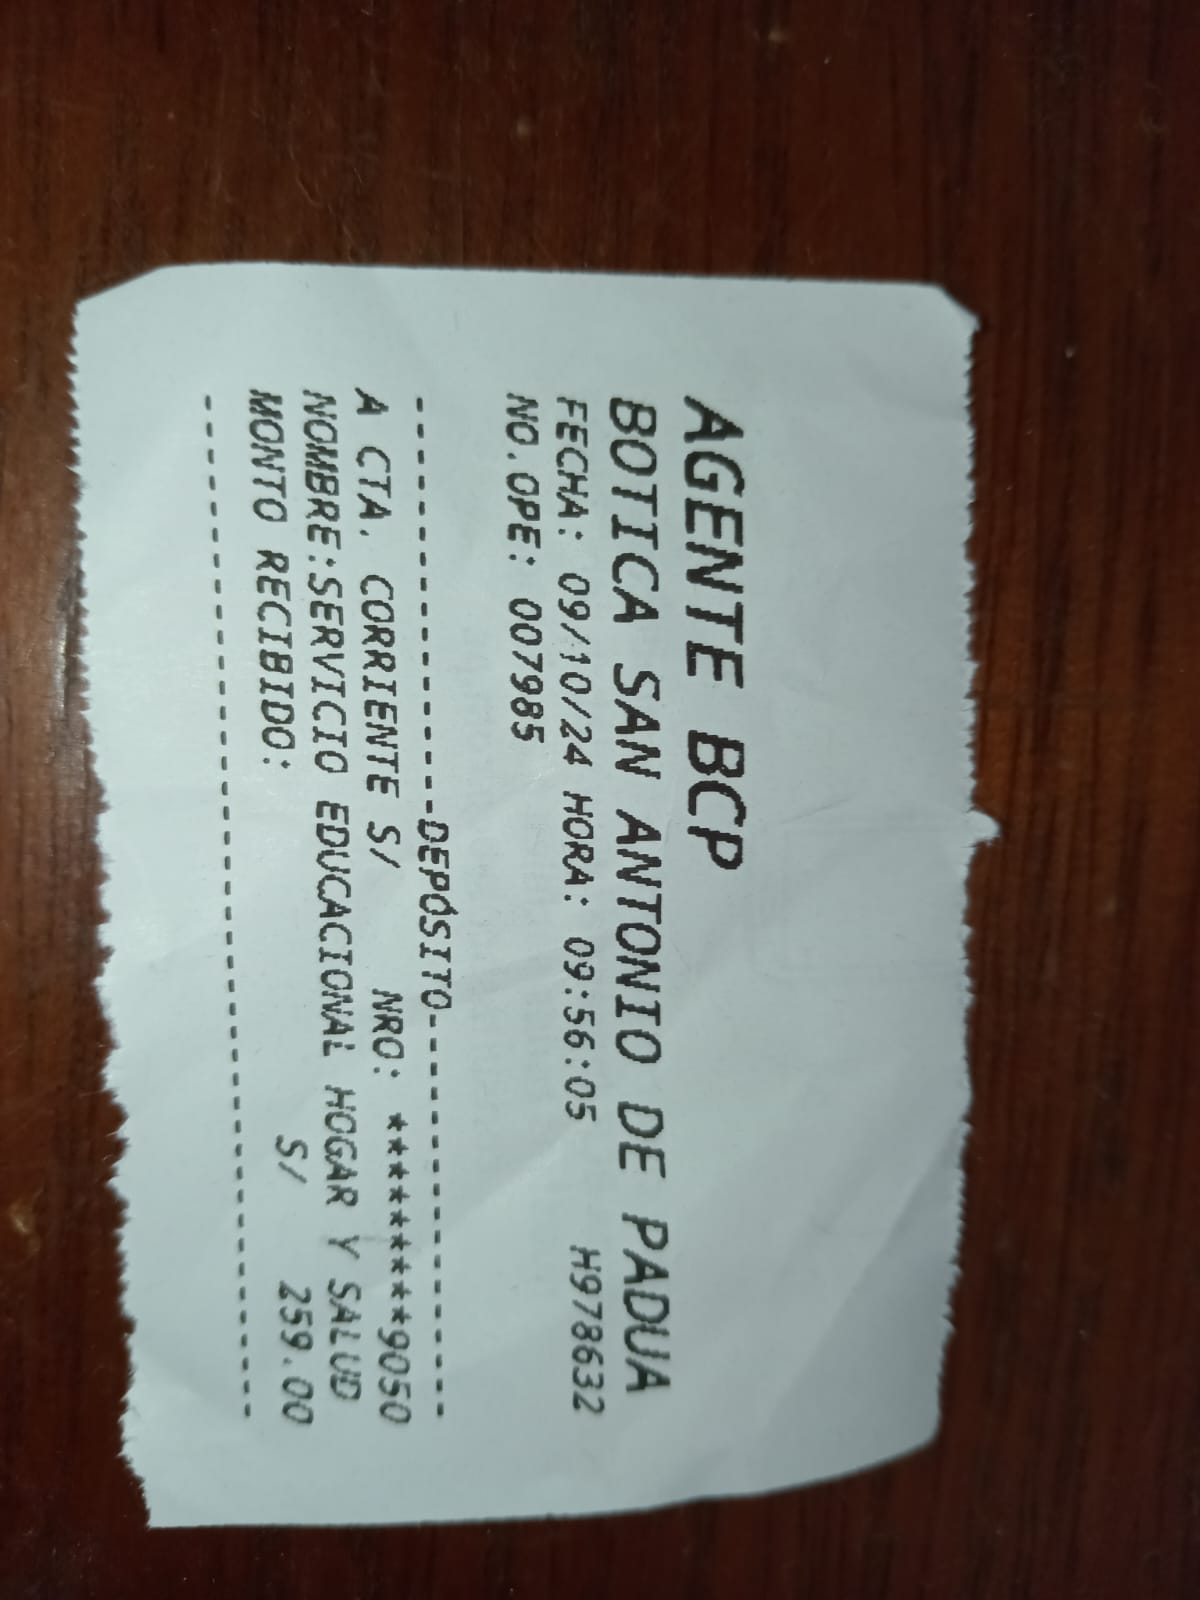 AGENTE BCP
BOTICA SAN ANTONIO DE PADUA
FECHA: 09/10/24 HORA: 09:56:05 H978632
NO.OPE: 007985
--------------------DEPÓSITO--------------------
A CTA. CORRIENTE S/ NRO: *********9050
NOMBRE:SERVICIO EDUCACIONAL HOGAR Y SALUD
MONTO RECIBIDO: S/ 259.00
------------------------------------------------